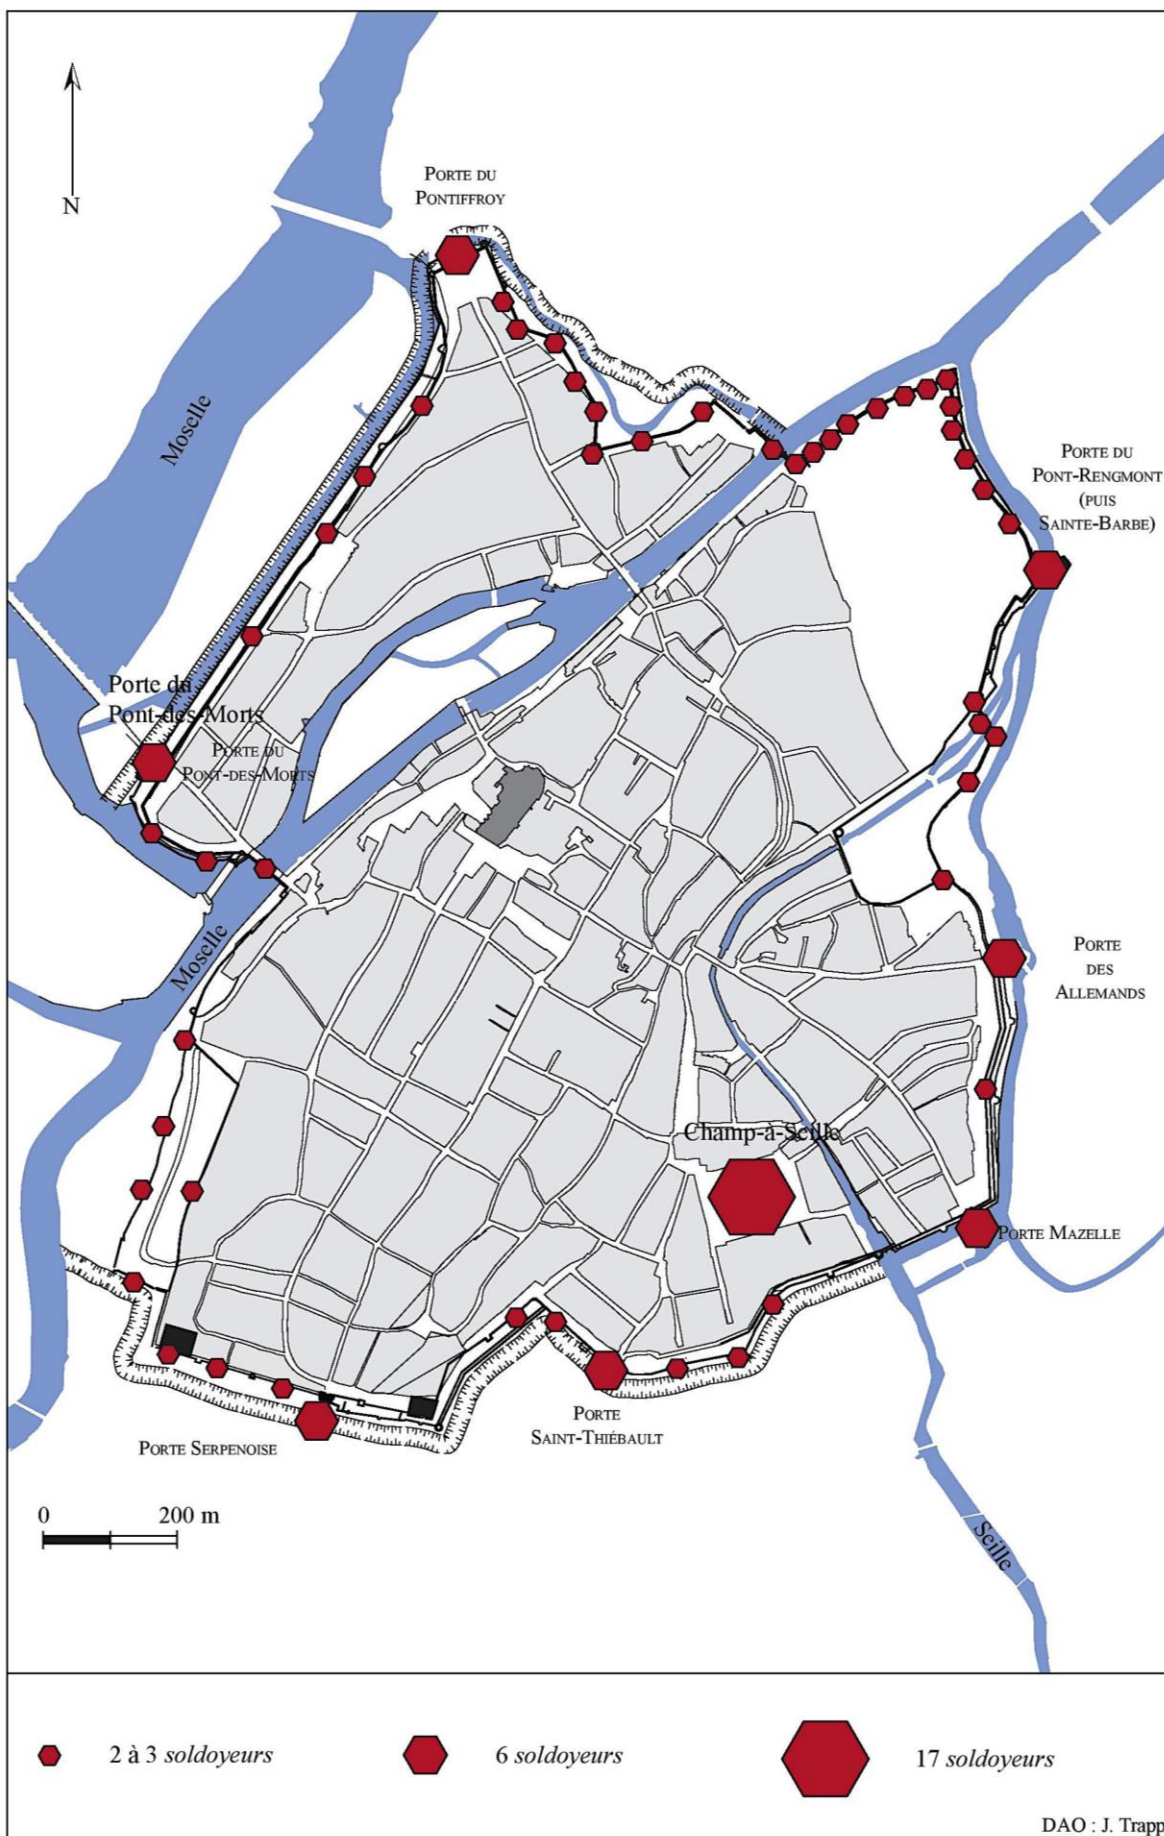 PORTE DU
PONTIFFROY
N
Moselle
PORTE DU
PONT-RENGMONT
(PUIS
SAINTE-BARBE)
Porte du
Pont-des-Morts
PORTE DU
PONT-DES-MORTS
Moselle
PORTE
DES
ALLEMANDS
Champ-à-Seille
PORTE MAZELLE
PORTE
SAINT-THIÉBAULT
PORTE SERPENOISE
0 200 m
Seille
2 à 3 soldoyeurs
6 soldoyeurs
17 soldoyeurs
DAO : J. Trapp